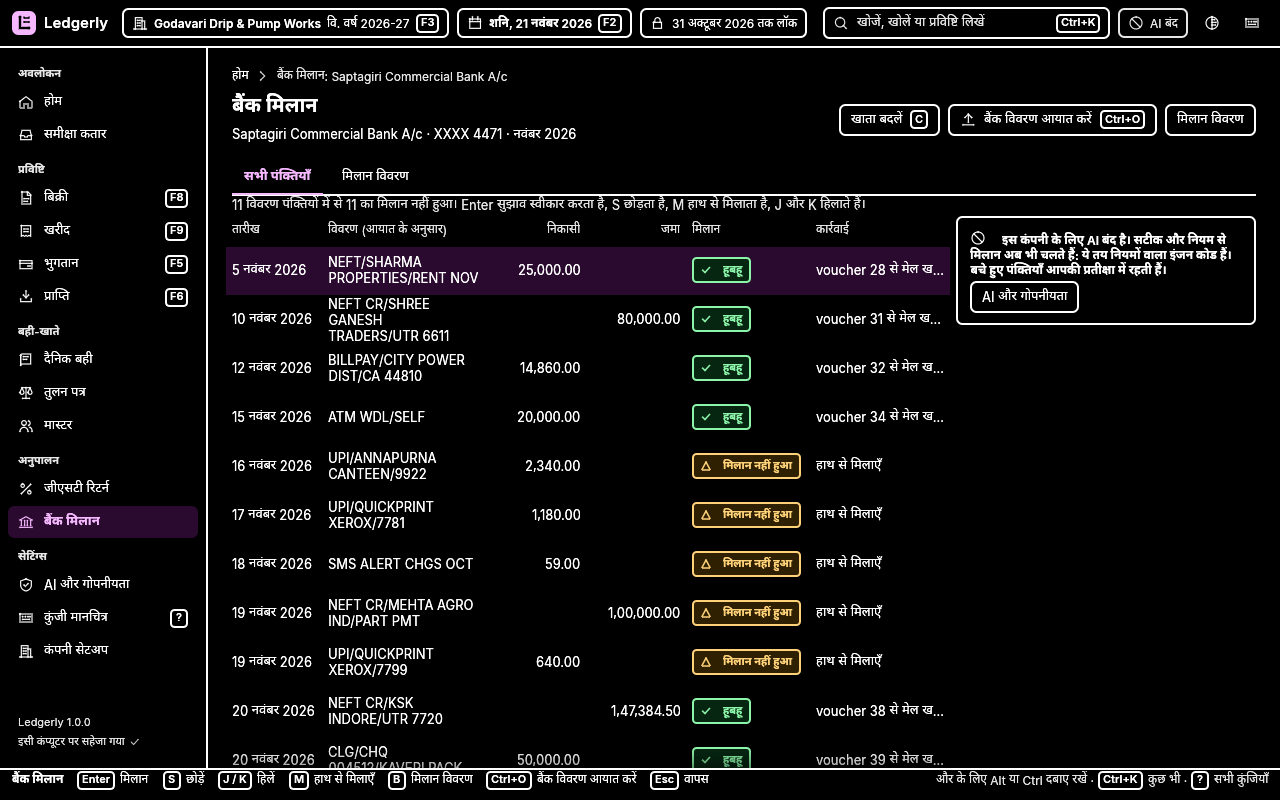 Ledgerly
Godavari Drip & Pump Works वि. वर्ष 2026-27 F3
शनि, 21 नवंबर 2026 F2
31 अक्टूबर 2026 तक लॉक
खोजें, खोलें या प्रविष्टि लिखें Ctrl+K
AI बंद
अवलोकन
होम
समीक्षा कतार
प्रविष्टि
बिक्री F8
खरीद F9
भुगतान F5
प्राप्ति F6
बही-खाते
दैनिक बही
तुलन पत्र
मास्टर
अनुपालन
जीएसटी रिटर्न
बैंक मिलान
सेटिंग्स
AI और गोपनीयता
कुंजी मानचित्र ?
कंपनी सेटअप
Ledgerly 1.0.0
इसी कंप्यूटर पर सहेजा गया
होम > बैंक मिलान: Saptagiri Commercial Bank A/c
बैंक मिलान
Saptagiri Commercial Bank A/c · XXXX 4471 · नवंबर 2026
खाता बदलें C
बैंक विवरण आयात करें Ctrl+O
मिलान विवरण
सभी पंक्तियाँ मिलान विवरण
11 विवरण पंक्तियों में से 11 का मिलान नहीं हुआ। Enter सुझाव स्वीकार करता है, S छोड़ता है, M हाथ से मिलाता है, J और K हिलाते हैं।
तारीख विवरण (आयात के अनुसार) निकासी जमा मिलान कार्रवाई
5 नवंबर 2026 NEFT/SHARMA PROPERTIES/RENT NOV 25,000.00 हूबहू voucher 28 से मेल ख...
10 नवंबर 2026 NEFT CR/SHREE GANESH TRADERS/UTR 6611 80,000.00 हूबहू voucher 31 से मेल ख...
12 नवंबर 2026 BILLPAY/CITY POWER DIST/CA 44810 14,860.00 हूबहू voucher 32 से मेल ख...
15 नवंबर 2026 ATM WDL/SELF 20,000.00 हूबहू voucher 34 से मेल ख...
16 नवंबर 2026 UPI/ANNAPURNA CANTEEN/9922 2,340.00 मिलान नहीं हुआ हाथ से मिलाएँ
17 नवंबर 2026 UPI/QUICKPRINT XEROX/7781 1,180.00 मिलान नहीं हुआ हाथ से मिलाएँ
18 नवंबर 2026 SMS ALERT CHGS OCT 59.00 मिलान नहीं हुआ हाथ से मिलाएँ
19 नवंबर 2026 NEFT CR/MEHTA AGRO IND/PART PMT 1,00,000.00 मिलान नहीं हुआ हाथ से मिलाएँ
19 नवंबर 2026 UPI/QUICKPRINT XEROX/7799 640.00 मिलान नहीं हुआ हाथ से मिलाएँ
20 नवंबर 2026 NEFT CR/KSK INDORE/UTR 7720 1,47,384.50 हूबहू voucher 38 से मेल ख...
20 नवंबर 2026 CLG/CHQ 50,000.00 हूबहू voucher 39 से मेल ख...
इस कंपनी के लिए AI बंद है। सटीक और नियम से
मिलान अब भी चलते हैं: ये तय नियमों वाला इंजन कोड हैं।
बचे हुए पंक्तियाँ आपकी प्रतीक्षा में रहती हैं।
AI और गोपनीयता
बैंक मिलान Enter मिलान S छोड़ें J / K हिलें M हाथ से मिलाएँ B मिलान विवरण Ctrl+O बैंक विवरण आयात करें Esc वापस
और के लिए Alt या Ctrl दबाए रखें · Ctrl+K कुछ भी · ? सभी कुंजियाँ